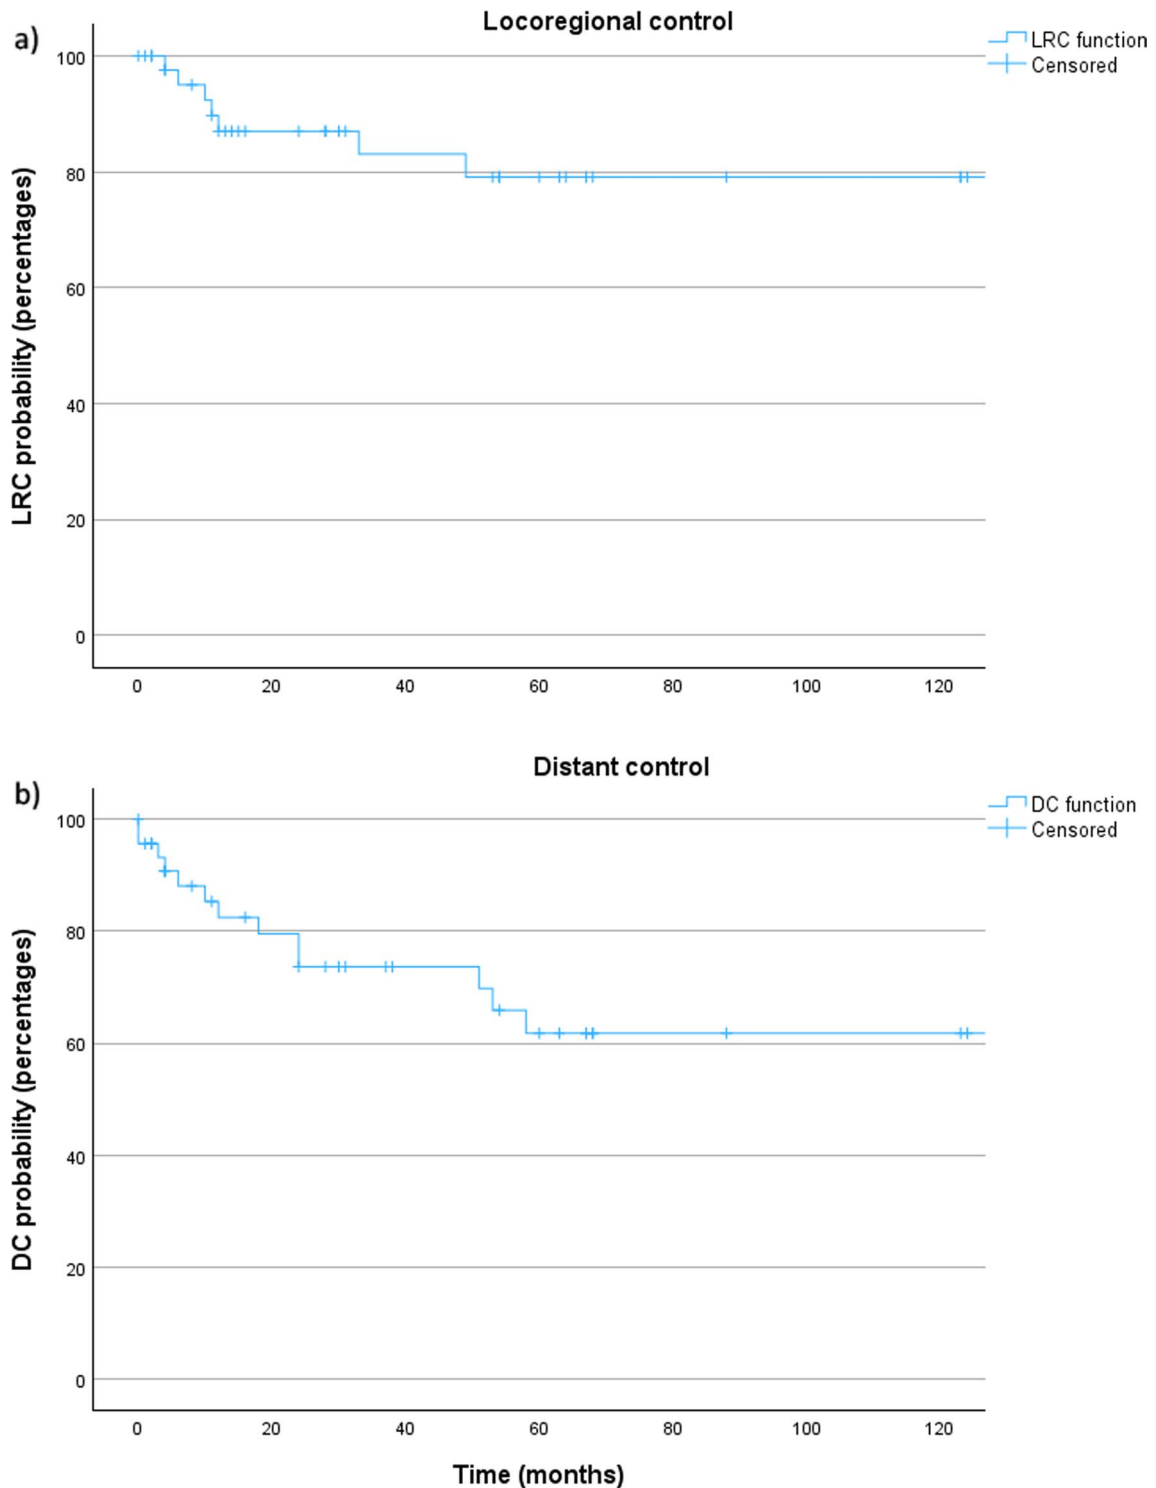 a)
Locoregional control
LRC function
Censored
LRC probability (percentages)
100
80
60
40
20
0
0 20 40 60 80 100 120
b)
Distant control
DC function
Censored
DC probability (percentages)
100
80
60
40
20
0
0 20 40 60 80 100 120
Time (months)